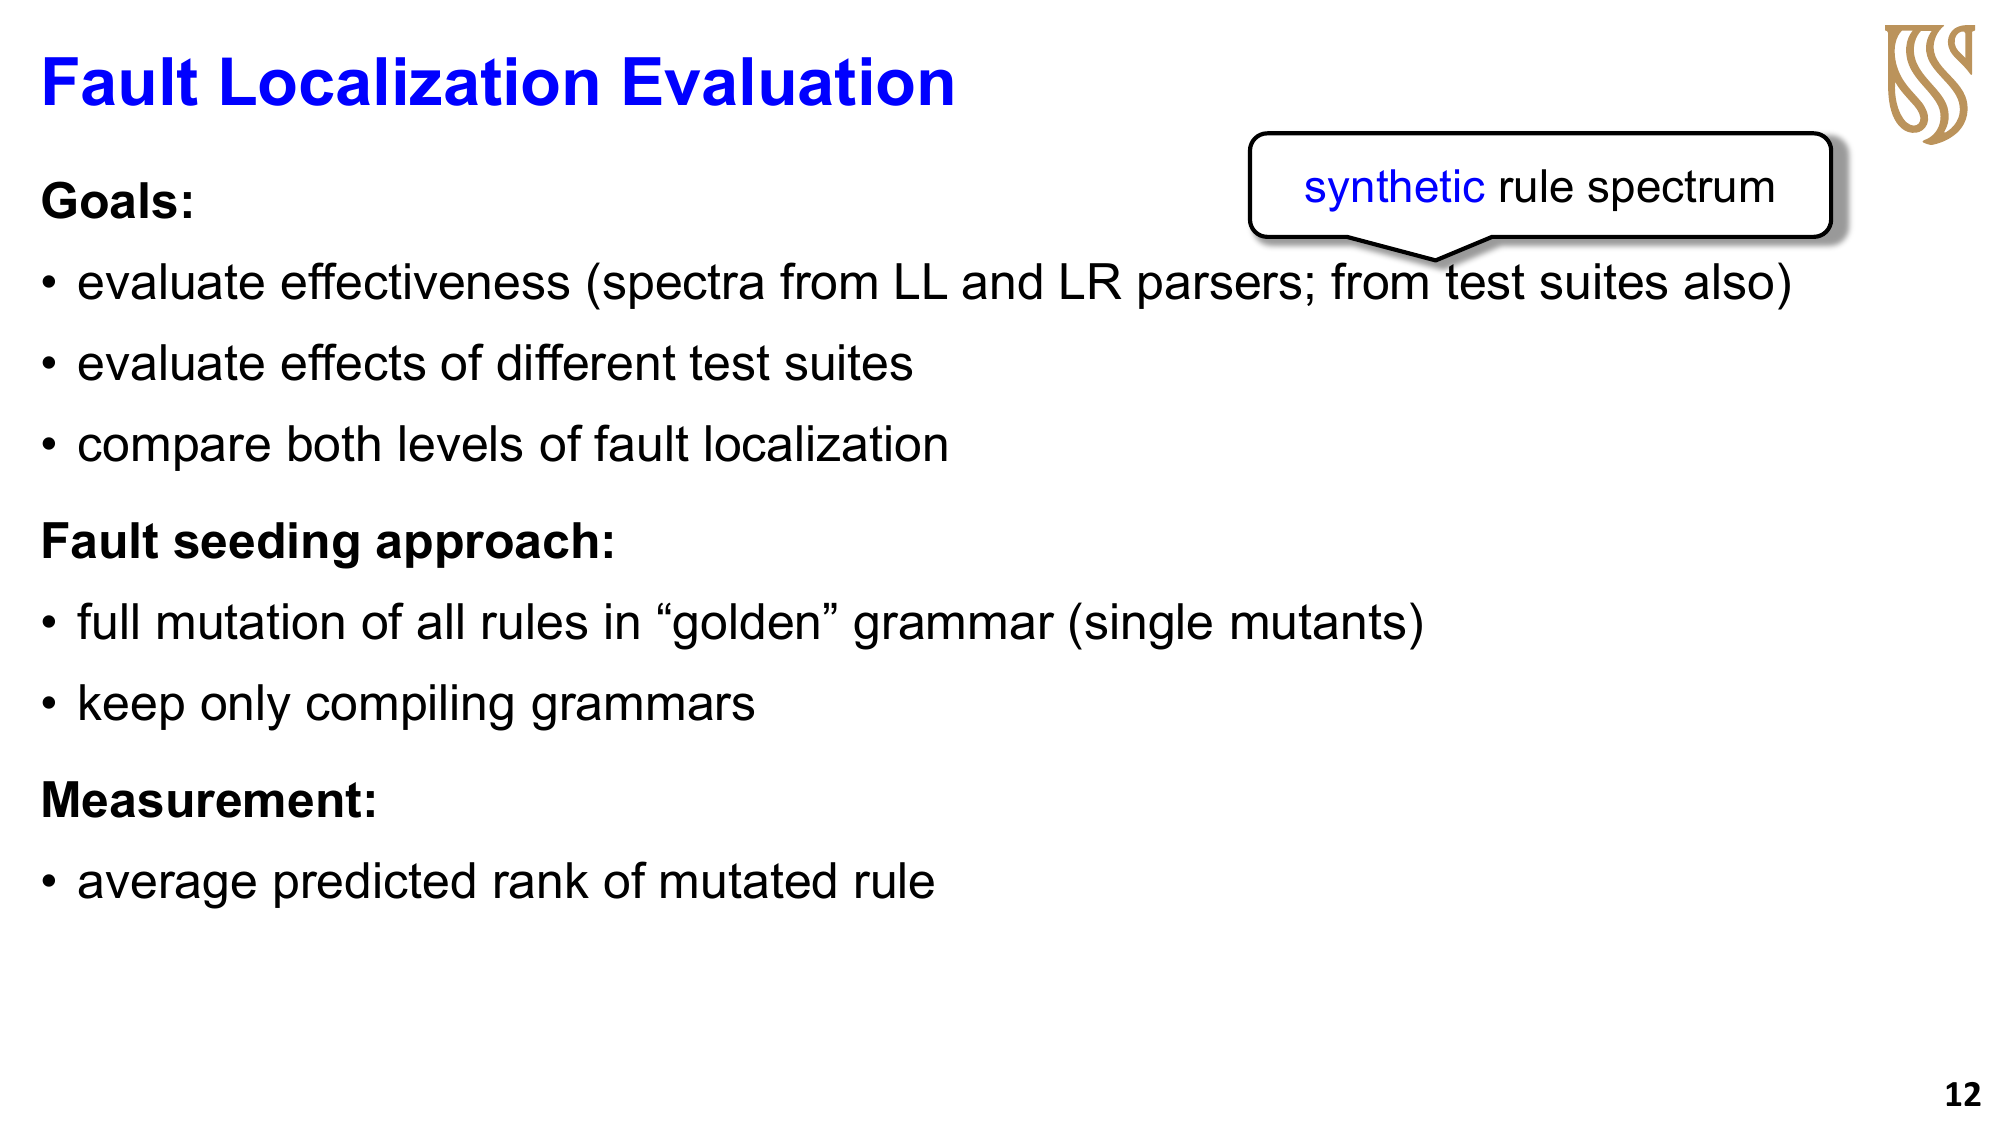 Fault Localization Evaluation
synthetic rule spectrum
Goals:
• evaluate effectiveness (spectra from LL and LR parsers; from test suites also)
• evaluate effects of different test suites
• compare both levels of fault localization
Fault seeding approach:
• full mutation of all rules in “golden” grammar (single mutants)
• keep only compiling grammars
Measurement:
• average predicted rank of mutated rule
12